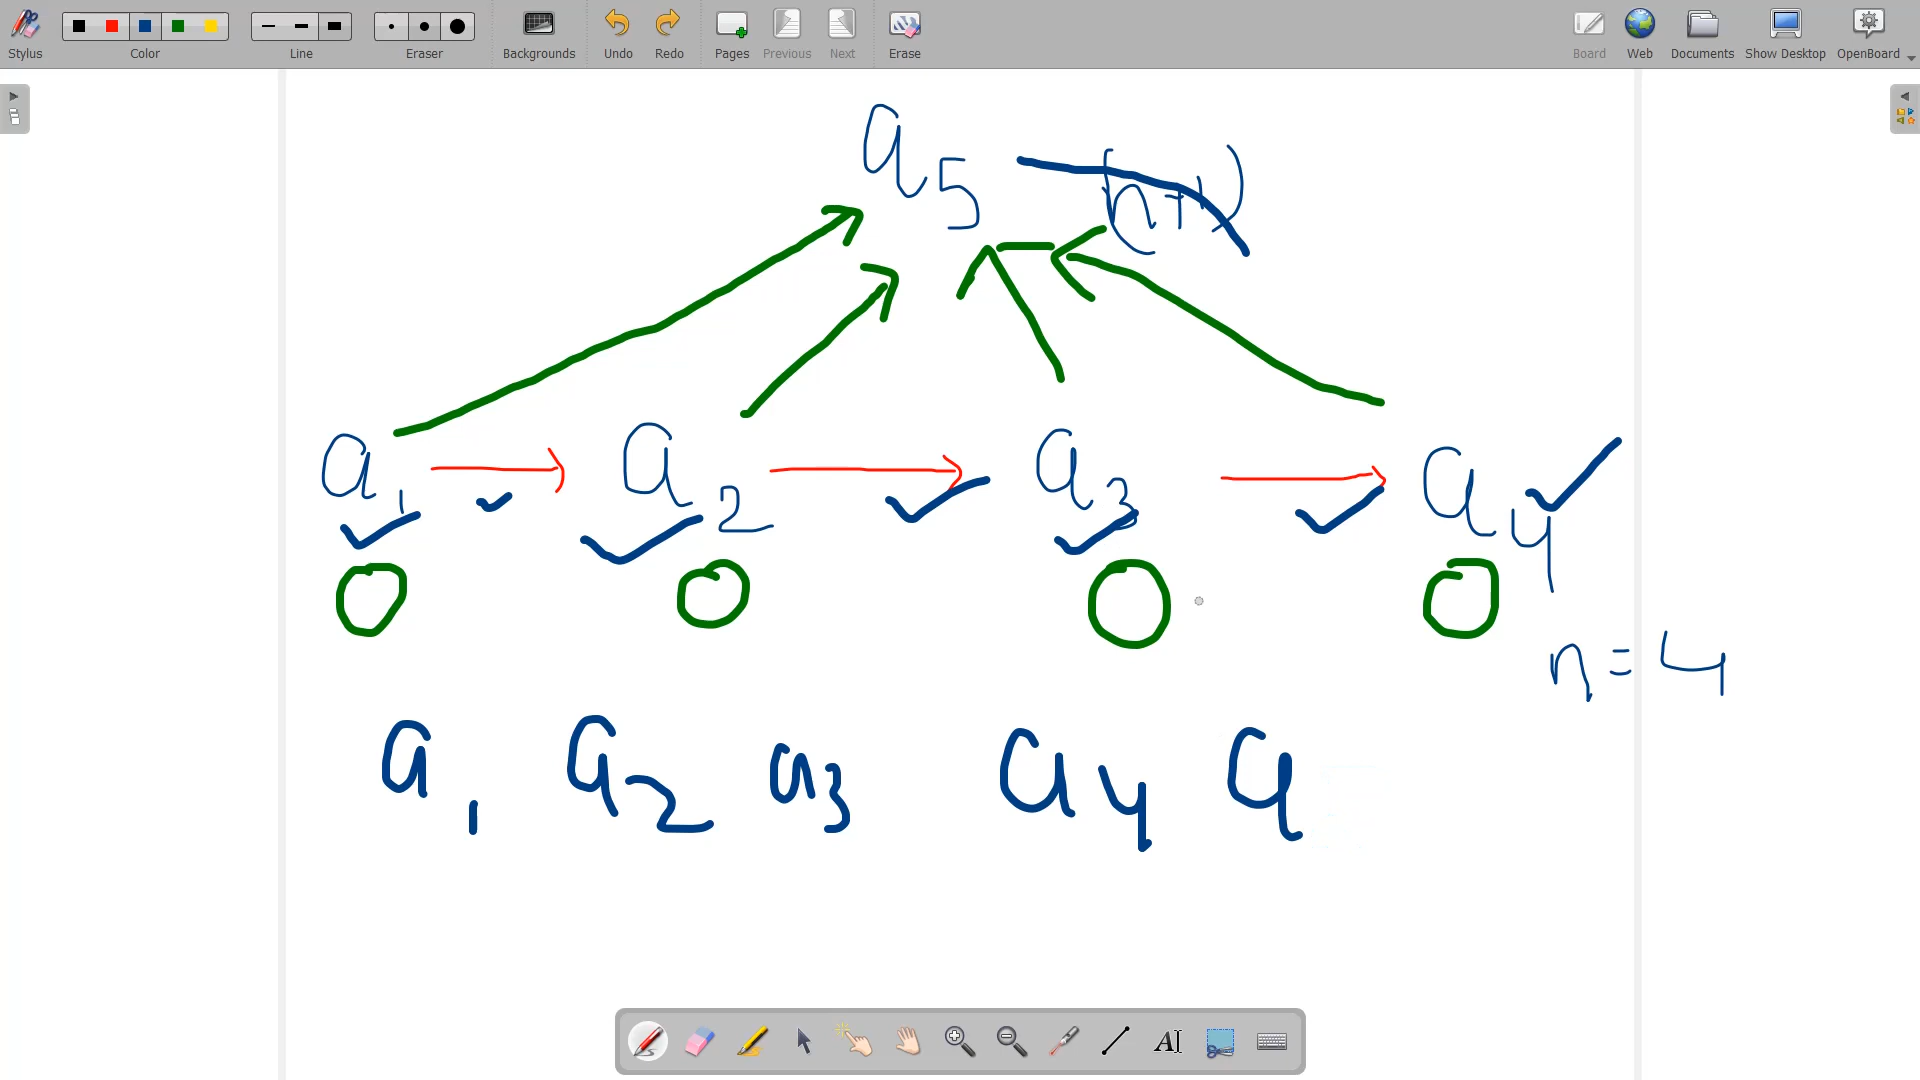 Stylus Color Line Eraser Backgrounds Undo Redo Pages Previous Next Erase Board Web Documents Show Desktop OpenBoard
a5 (n+1)
a1 a2 a3 a4
n = 4
a1 a2 a3 a4 a